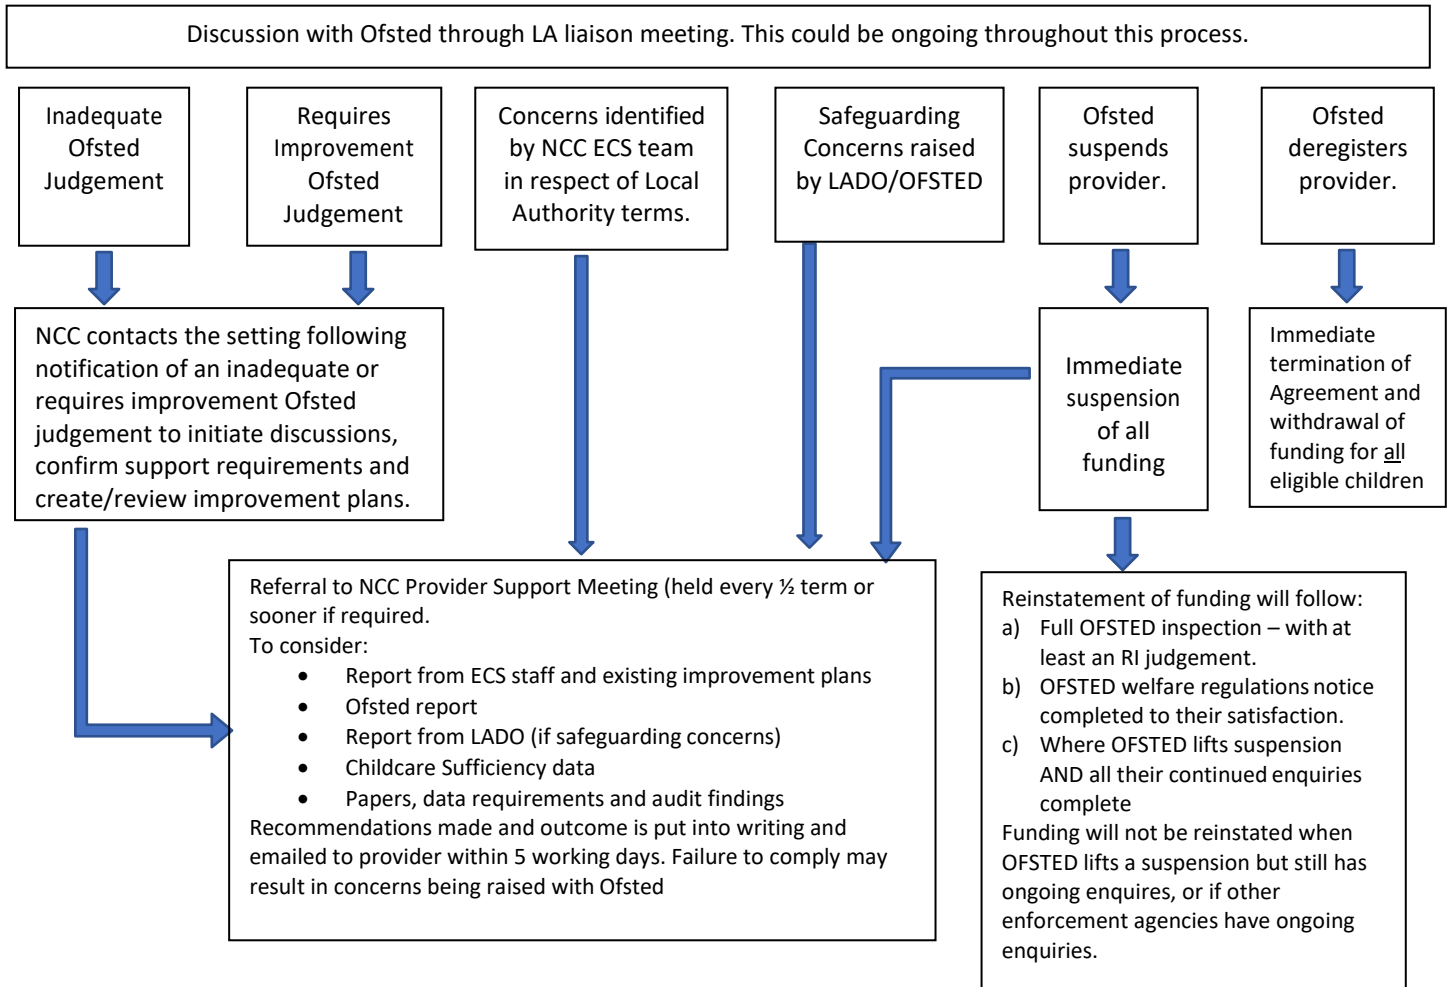 Discussion with Ofsted through LA liaison meeting. This could be ongoing throughout this process.
Inadequate
Ofsted
Judgement
Requires
Improvement
Ofsted
Judgement
Concerns identified
by NCC ECS team
in respect of Local
Authority terms.
Safeguarding
Concerns raised
by LADO/OFSTED
Ofsted
suspends
provider.
Ofsted
deregisters
provider.
NCC contacts the setting following
notification of an inadequate or
requires improvement Ofsted
judgement to initiate discussions,
confirm support requirements and
create/review improvement plans.
Immediate
suspension
of all
funding
Immediate
termination of
Agreement and
withdrawal of
funding for all
eligible children
Referral to NCC Provider Support Meeting (held every ½ term or
sooner if required.
To consider:
• Report from ECS staff and existing improvement plans
• Ofsted report
• Report from LADO (if safeguarding concerns)
• Childcare Sufficiency data
• Papers, data requirements and audit findings
Recommendations made and outcome is put into writing and
emailed to provider within 5 working days. Failure to comply may
result in concerns being raised with Ofsted
Reinstatement of funding will follow:
a) Full OFSTED inspection – with at
least an RI judgement.
b) OFSTED welfare regulations notice
completed to their satisfaction.
c) Where OFSTED lifts suspension
AND all their continued enquiries
complete
Funding will not be reinstated when
OFSTED lifts a suspension but still has
ongoing enquires, or if other
enforcement agencies have ongoing
enquiries.